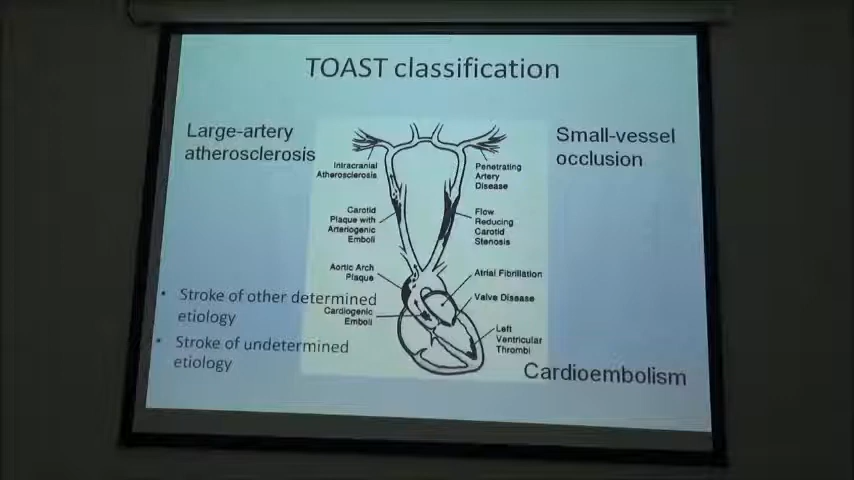 TOAST classification
Large-artery
atherosclerosis
Small-vessel
occlusion
Intracranial
Atherosclerosis
Penetrating
Artery
Disease
Carotid
Plaque with
Arteriogenic
Emboli
Flow
Reducing
Carotid
Stenosis
Aortic Arch
Plaque
Atrial Fibrillation
Valve Disease
Cardiogenic
Emboli
Left
Ventricular
Thrombi
• Stroke of other determined
etiology
• Stroke of undetermined
etiology
Cardioembolism